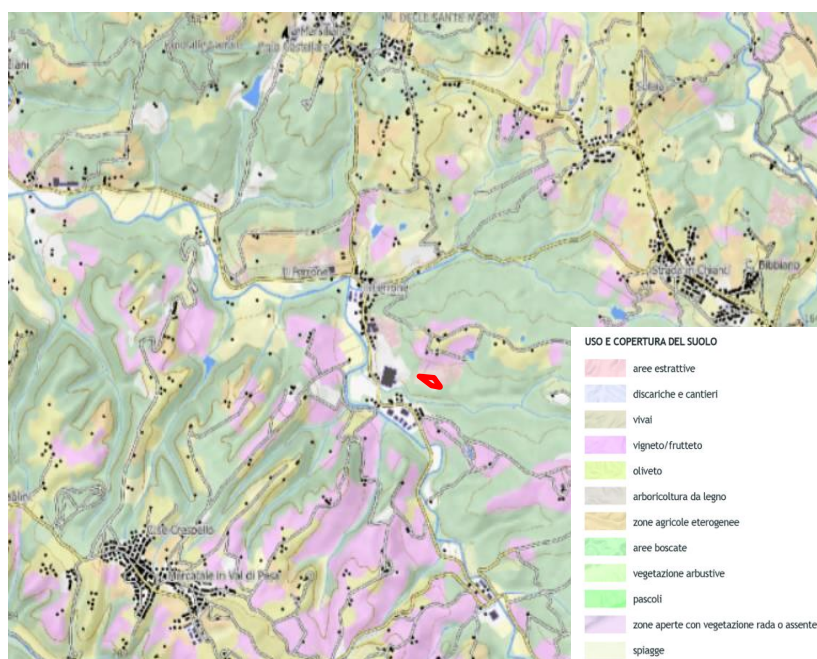 M. DELLE SANTE MARIE
Strada in Chianti
Bibbiano
Il Ferrone
Ferrone
Mercatale in Val di Pesa
USO E COPERTURA DEL SUOLO
aree estrattive
discariche e cantieri
vivai
vigneto/frutteto
oliveto
arboricoltura da legno
zone agricole eterogenee
aree boscate
vegetazione arbustive
pascoli
zone aperte con vegetazione rada o assente
spiagge